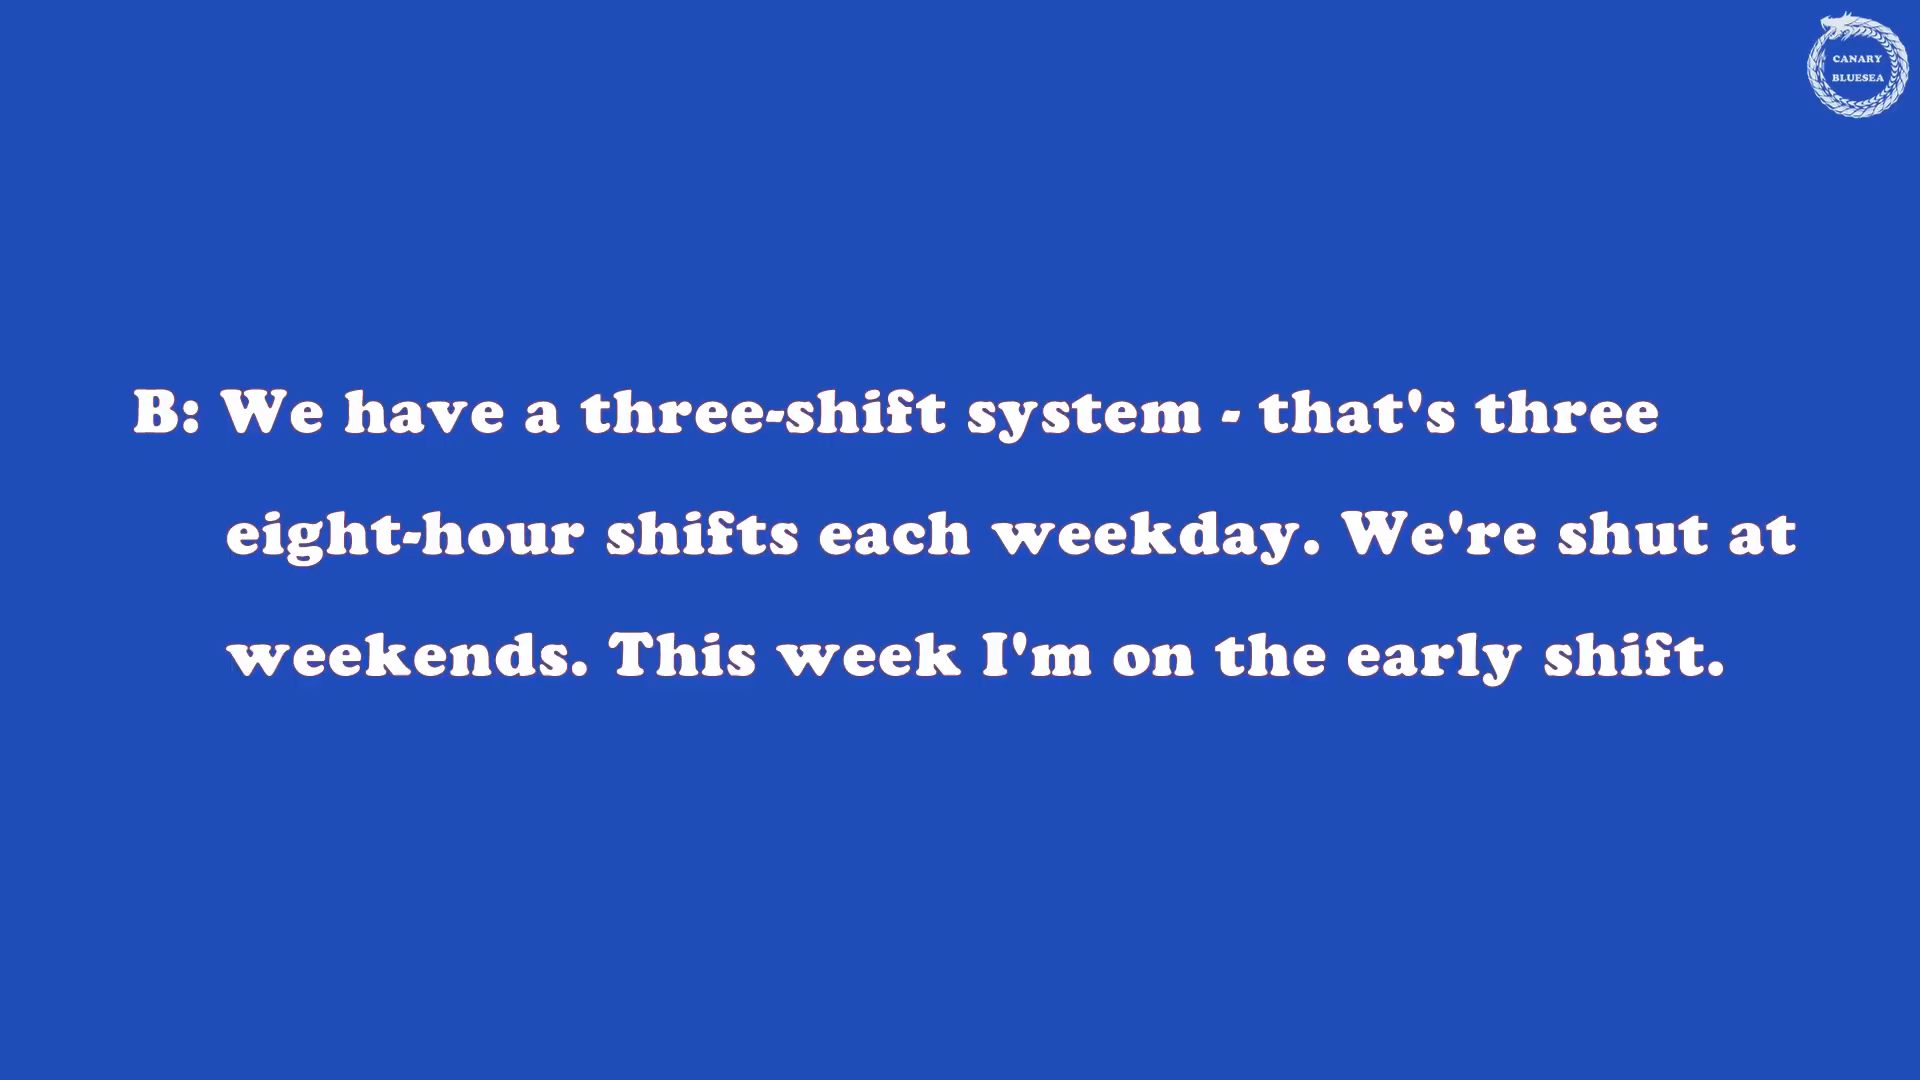 CANARY
BLUESEA
B: We have a three-shift system - that's three
eight-hour shifts each weekday. We're shut at
weekends. This week I'm on the early shift.